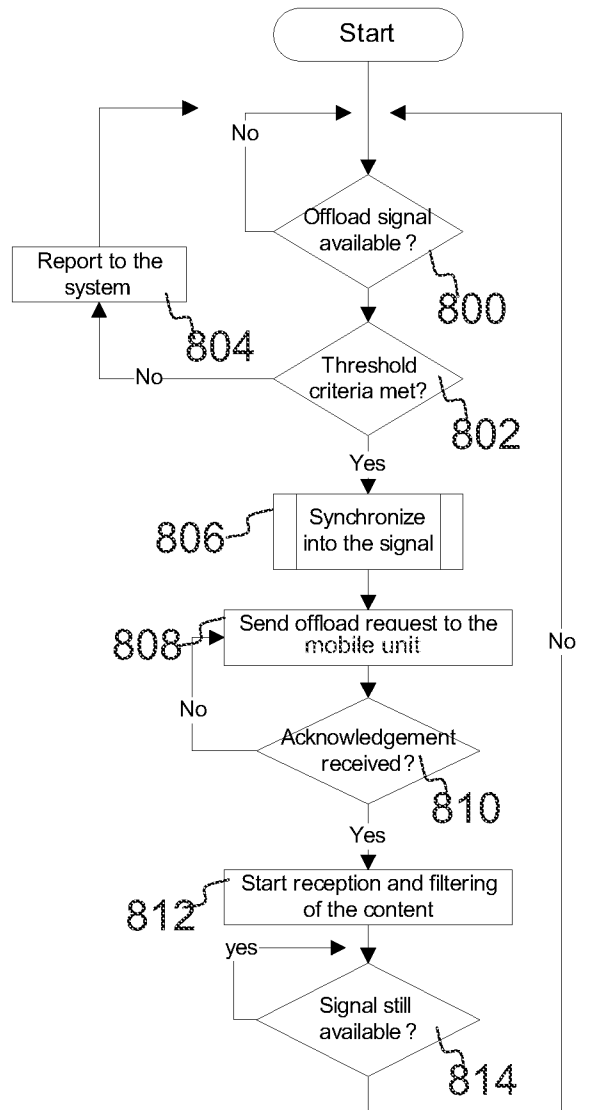 Start
No
Offload signal
available ?
800
Report to the
system
804
Threshold
criteria met?
802
No
Yes
806
Synchronize
into the signal
808
Send offload request to the
mobile unit
No
No
Acknowledgement
received ?
810
Yes
812
Start reception and filtering
of the content
yes
Signal still
available ?
814